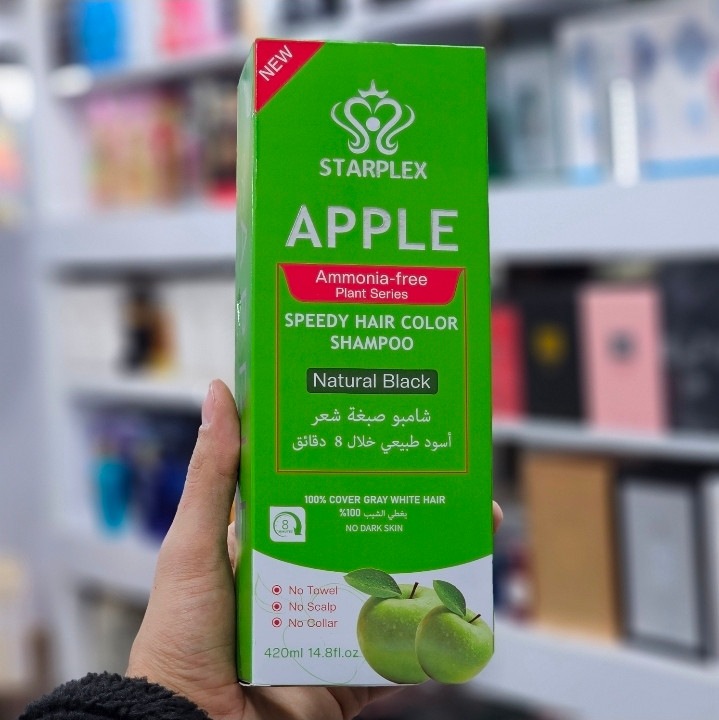 NEW
STARPLEX
APPLE
Ammonia-free
Plant Series
SPEEDY HAIR COLOR
SHAMPOO
Natural Black
شامبو صبغة شعر
أسود طبيعي خلال 8 دقائق
100% COVER GRAY WHITE HAIR
يغطي الشيب 100%
NO DARK SKIN
8
No Towel
No Scalp
No Collar
420ml 14.8fl.oz